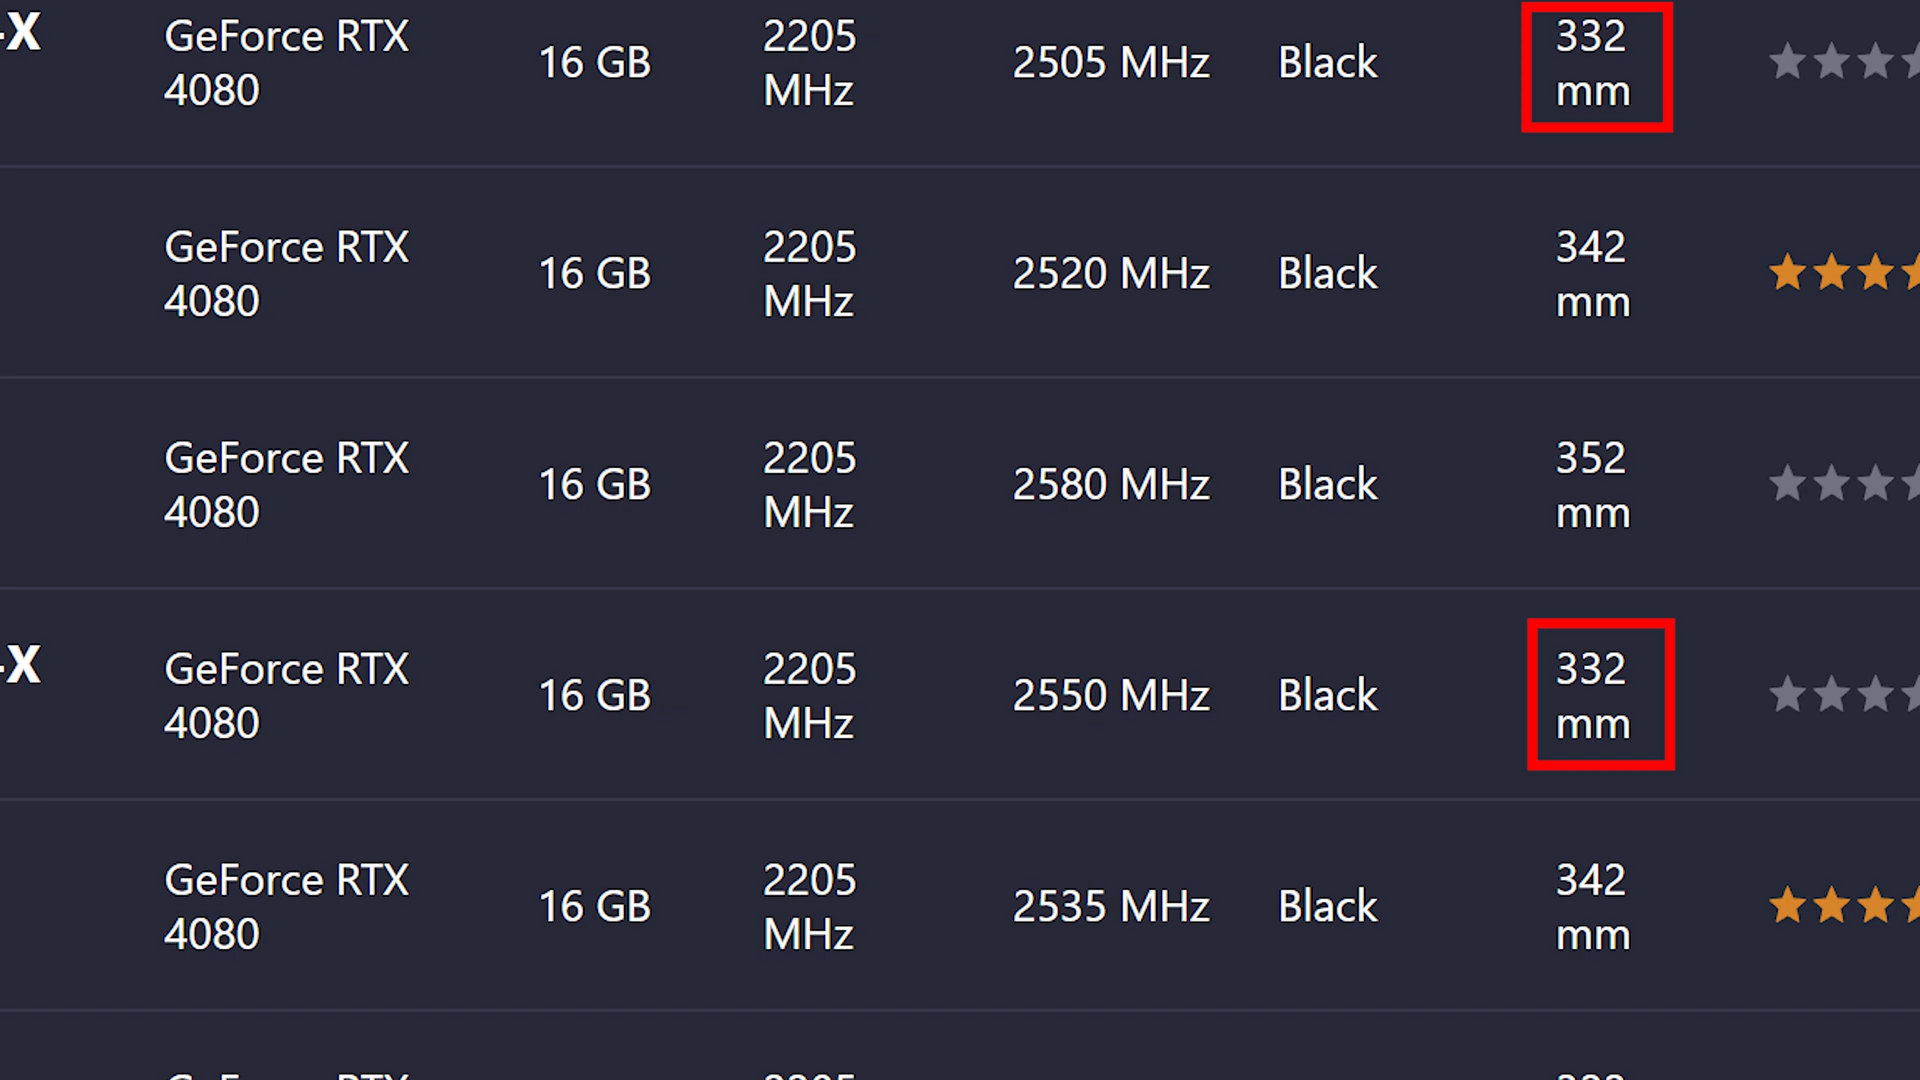 -X
GeForce RTX
4080
16 GB
2205
MHz
2505 MHz
Black
332
mm
GeForce RTX
4080
16 GB
2205
MHz
2520 MHz
Black
342
mm
GeForce RTX
4080
16 GB
2205
MHz
2580 MHz
Black
352
mm
-X
GeForce RTX
4080
16 GB
2205
MHz
2550 MHz
Black
332
mm
GeForce RTX
4080
16 GB
2205
MHz
2535 MHz
Black
342
mm
GeForce RTX
2205